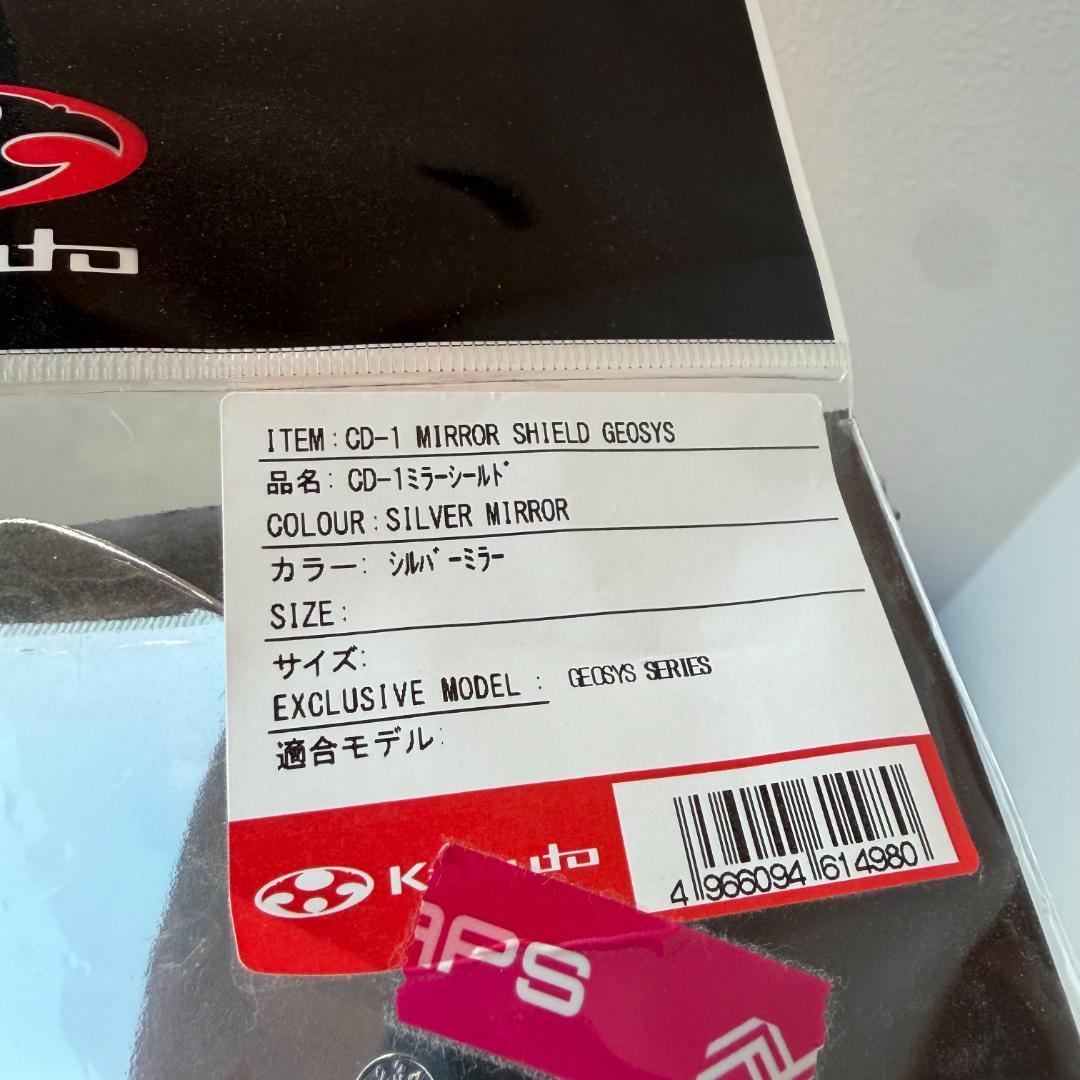 ITEM:CD-1 MIRROR SHIELD GEOSYS
品名: CD-1ﾐﾗｰｼｰﾙﾄﾞ
COLOUR:SILVER MIRROR
カラー: ｼﾙﾊﾞｰﾐﾗｰ
SIZE:
サイズ:
EXCLUSIVE MODEL : GEOSYS SERIES
適合モデル:
4 966094 614980
APS